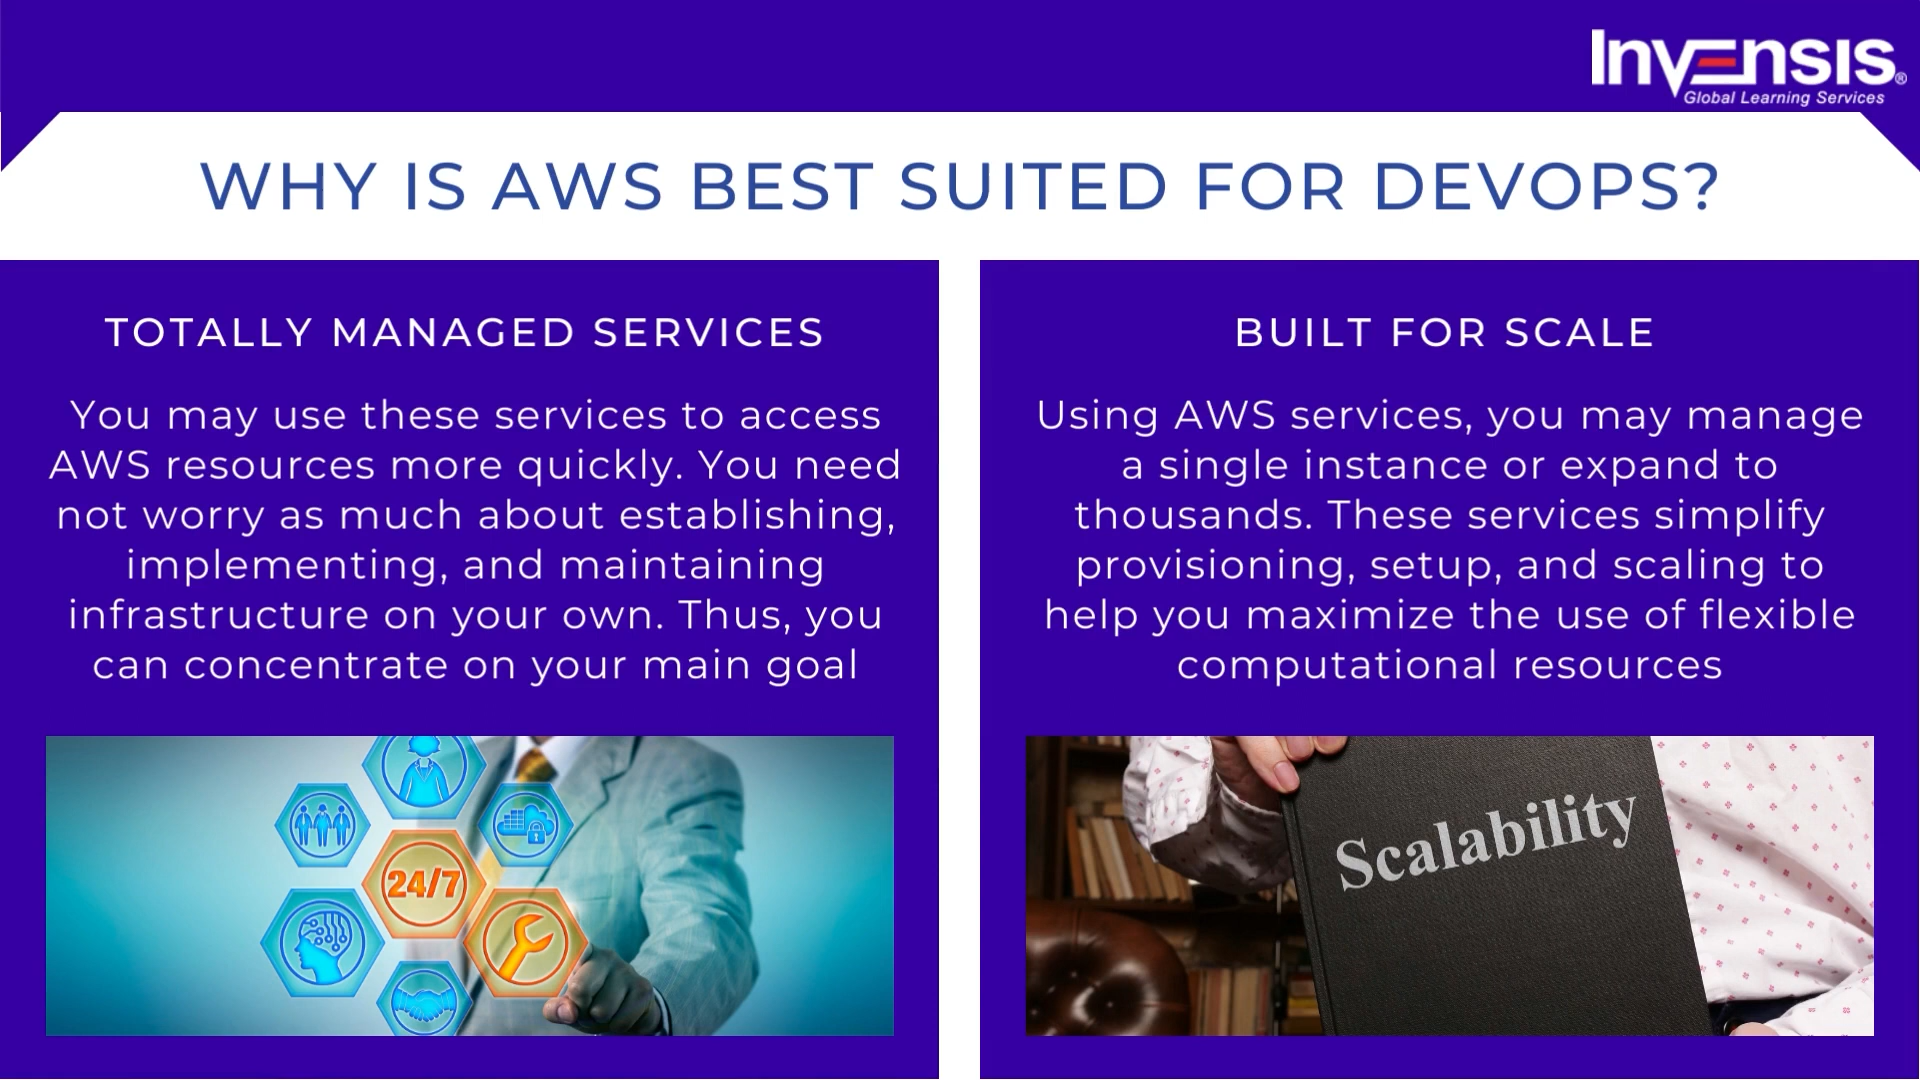 Invensis®
Global Learning Services
WHY IS AWS BEST SUITED FOR DEVOPS?
TOTALLY MANAGED SERVICES
You may use these services to access
AWS resources more quickly. You need
not worry as much about establishing,
implementing, and maintaining
infrastructure on your own. Thus, you
can concentrate on your main goal
24/7
BUILT FOR SCALE
Using AWS services, you may manage
a single instance or expand to
thousands. These services simplify
provisioning, setup, and scaling to
help you maximize the use of flexible
computational resources
Scalability